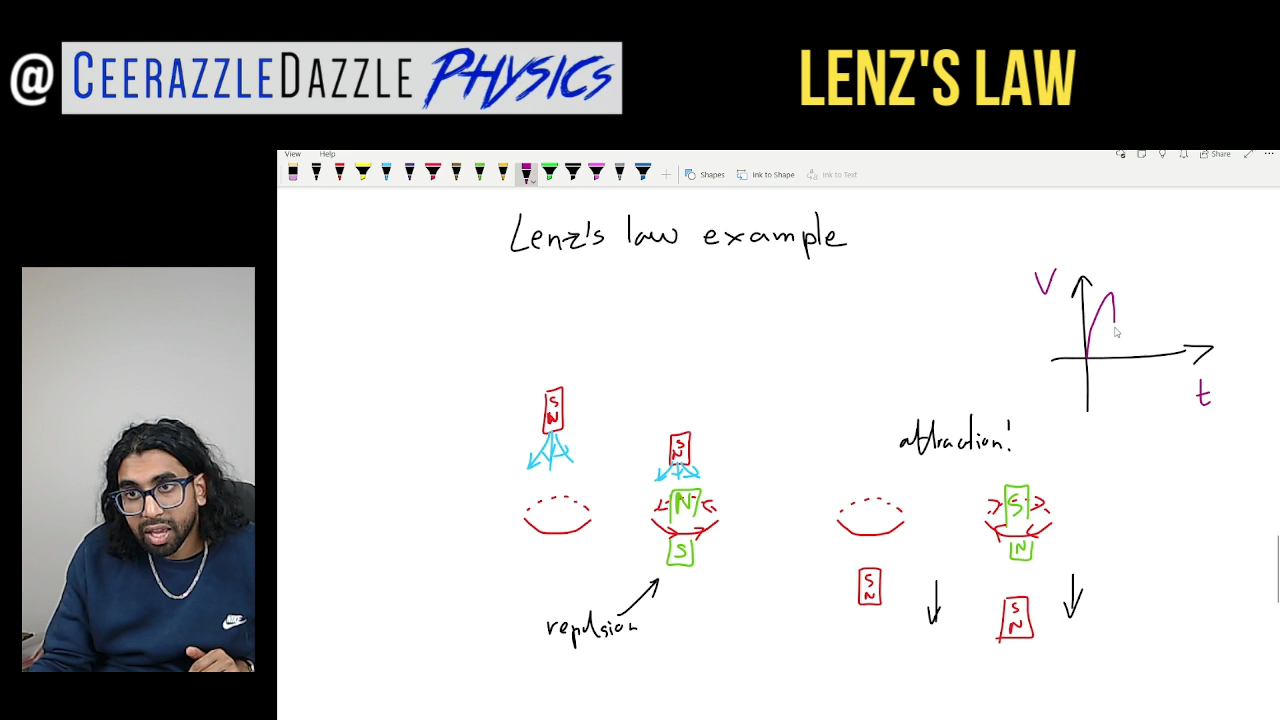 @ CEERAZZLEDAZZLE PHYSICS
LENZ'S LAW
View Help
Share
Shapes Ink to Shape Ink to Text
Lenz's law example
V
t
S
N
S
N
N
S
repulsion
attraction!
S
N
S
N
S
N